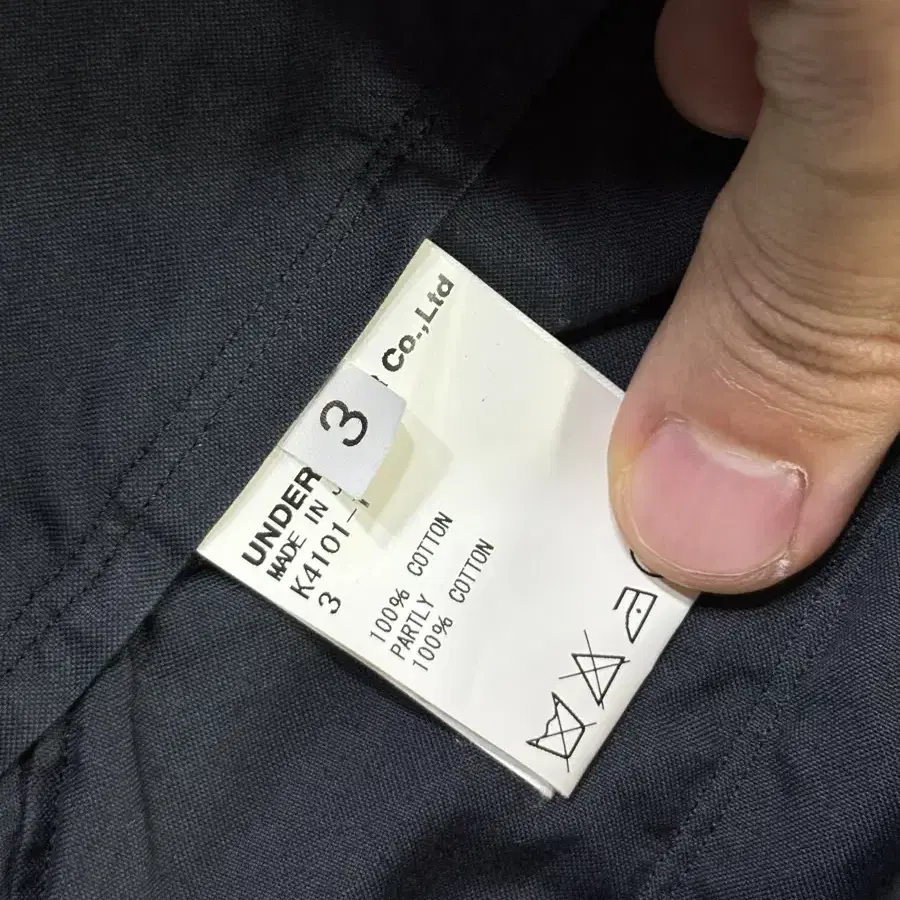 Co.,Ltd
3
UNDER
MADE IN
K4101-
3
100% COTTON
PARTLY
100% COTTON